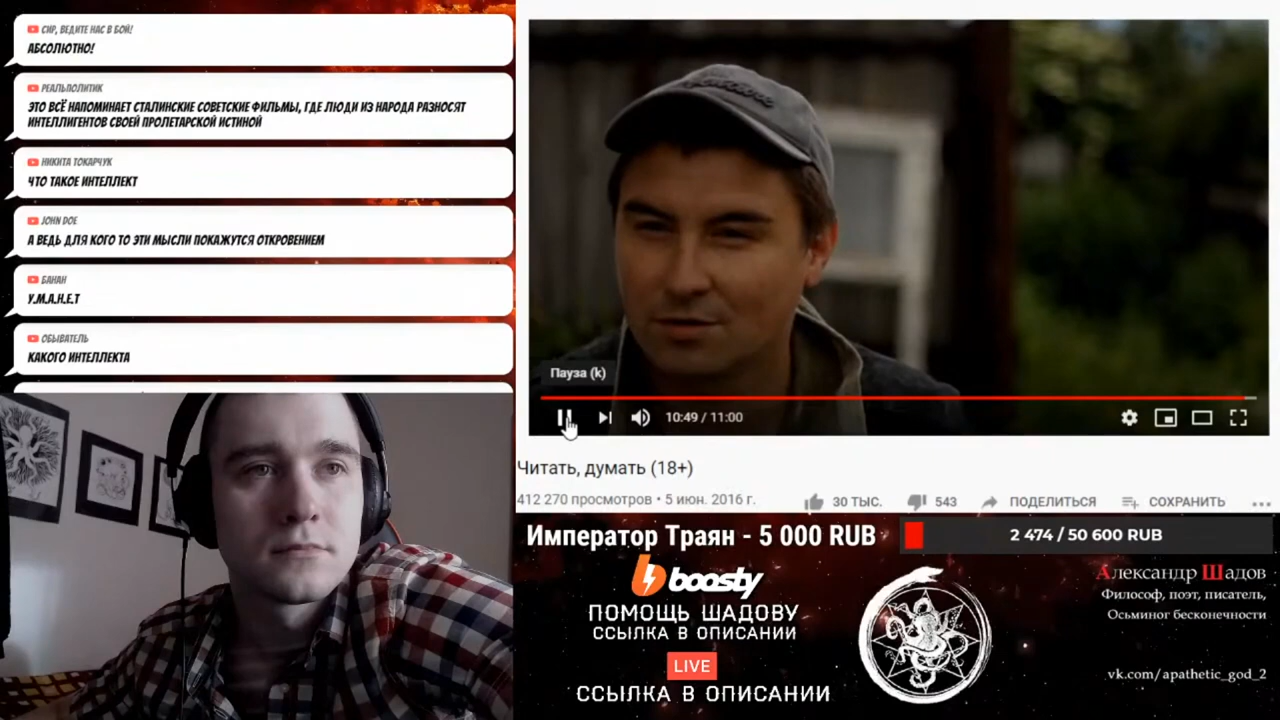 СИР, ВЕДИТЕ НАС В БОЙ!
АБСОЛЮТНО!
РЕАЛЬПОЛИТИК
ЭТО ВСЁ НАПОМИНАЕТ СТАЛИНСКИЕ СОВЕТСКИЕ ФИЛЬМЫ, ГДЕ ЛЮДИ ИЗ НАРОДА РАЗНОСЯТ
ИНТЕЛЛИГЕНТОВ СВОЕЙ ПРОЛЕТАРСКОЙ ИСТИНОЙ
НИКИТА ТОКАРЧУК
ЧТО ТАКОЕ ИНТЕЛЛЕКТ
JOHN DOE
А ВЕДЬ ДЛЯ КОГО ТО ЭТИ МЫСЛИ ПОКАЖУТСЯ ОТКРОВЕНИЕМ
БАНАН
У.М.А.Н.Е.Т
ОБЫВАТЕЛЬ
КАКОГО ИНТЕЛЛЕКТА
Пауза (k)
10:49 / 11:00
Читать, думать (18+)
412 270 просмотров • 5 июн. 2016 г.
30 ТЫС.
543
ПОДЕЛИТЬСЯ
СОХРАНИТЬ
Император Траян - 5 000 RUB
2 474 / 50 600 RUB
boosty
ПОМОЩЬ ШАДОВУ
ССЫЛКА В ОПИСАНИИ
LIVE
ССЫЛКА В ОПИСАНИИ
Александр Шадов
Философ, поэт, писатель,
Осьминог бесконечности
vk.com/apathetic_god_2